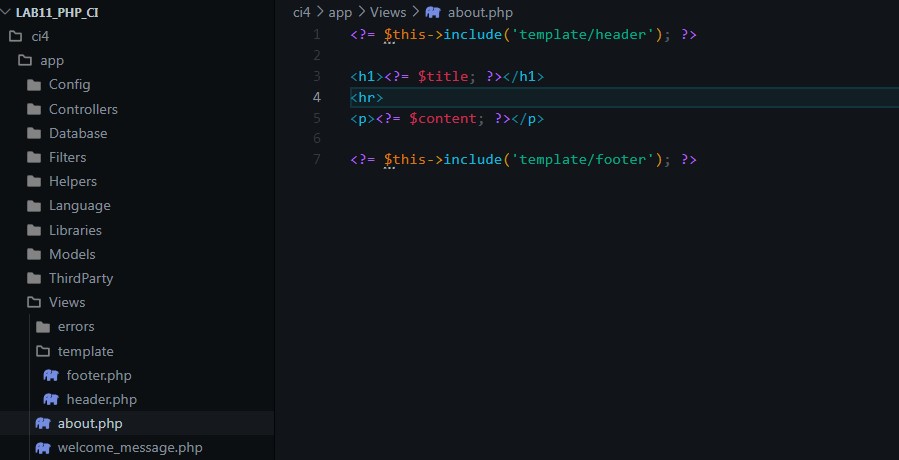 LAB11_PHP_CI
ci4
app
Config
Controllers
Database
Filters
Helpers
Language
Libraries
Models
ThirdParty
Views
errors
template
footer.php
header.php
about.php
welcome_message.php
ci4 > app > Views > about.php
1 <?= $this->include('template/header'); ?>
2
3 <h1><?= $title; ?></h1>
4 <hr>
5 <p><?= $content; ?></p>
6
7 <?= $this->include('template/footer'); ?>